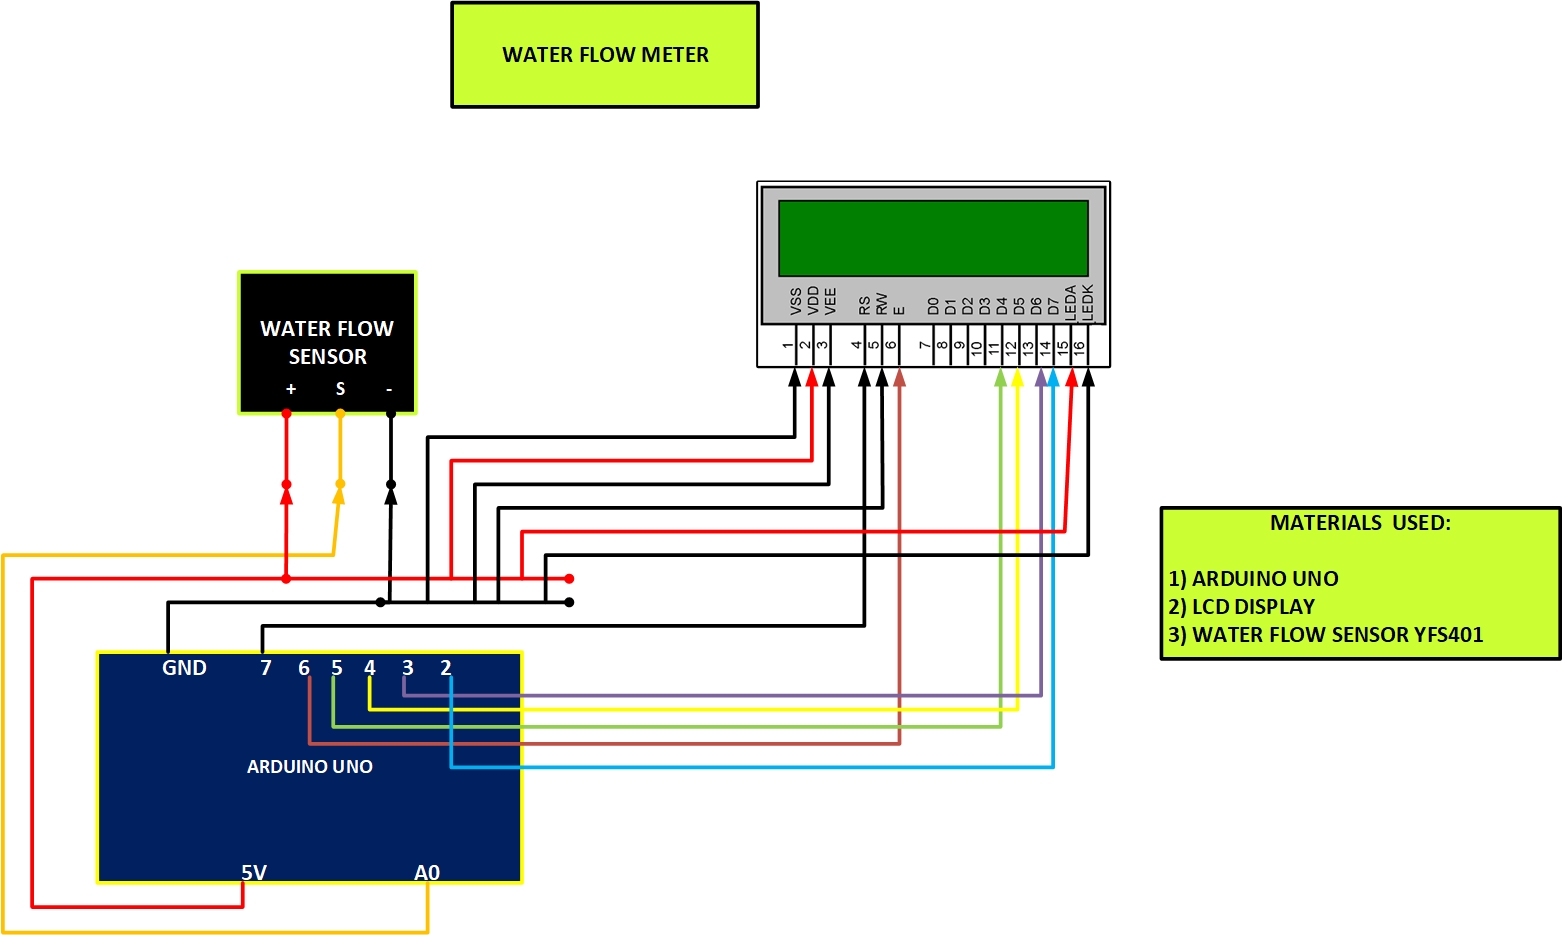 WATER FLOW METER
VSS
VDD
VEE
RS
RW
E
D0
D1
D2
D3
D4
D5
D6
D7
LEDA
LEDK
1
2
3
4
5
6
7
8
9
10
11
12
13
14
15
16
WATER FLOW
SENSOR
+ S -
MATERIALS USED:
1) ARDUINO UNO
2) LCD DISPLAY
3) WATER FLOW SENSOR YFS401
GND 7 6 5 4 3 2
ARDUINO UNO
5V A0